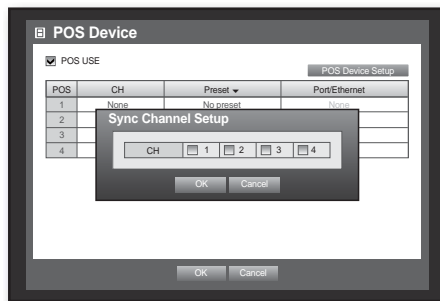 POS Device
POS USE
POS Device Setup
POS CH Preset Port/Ethernet
1 None No preset None
2
3
4
Sync Channel Setup
CH 1 2 3 4
OK Cancel
OK Cancel